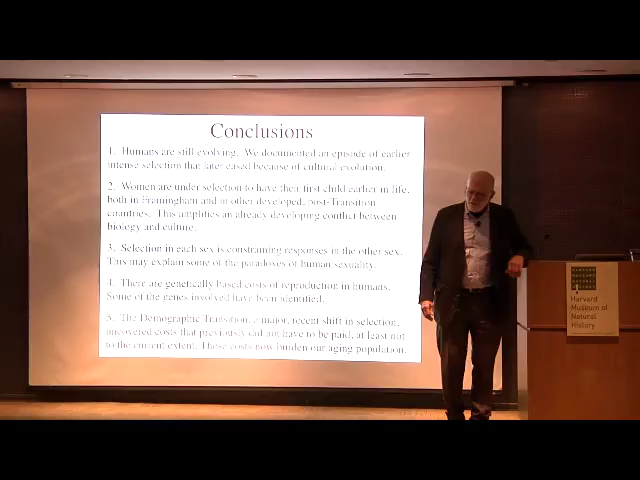 Conclusions
1. Humans are still evolving. We documented an episode of earlier
intense selection that later eased because of cultural evolution.
2. Women are under selection to have their first child earlier in life,
both in Framingham and in other developed, post-Transition
countries. This amplifies an already developing conflict between
biology and culture.
3. Selection in each sex is constraining responses in the other sex.
This may explain some of the paradoxes of human sexuality.
4. There are genetically based costs of reproduction in humans.
Some of the genes involved have been identified.
5. The Demographic Transition, a major, recent shift in selection,
uncovered costs that previously did not have to be paid, at least not
to the current extent. These costs now burden our aging population.
Harvard
Museum of
Natural
History